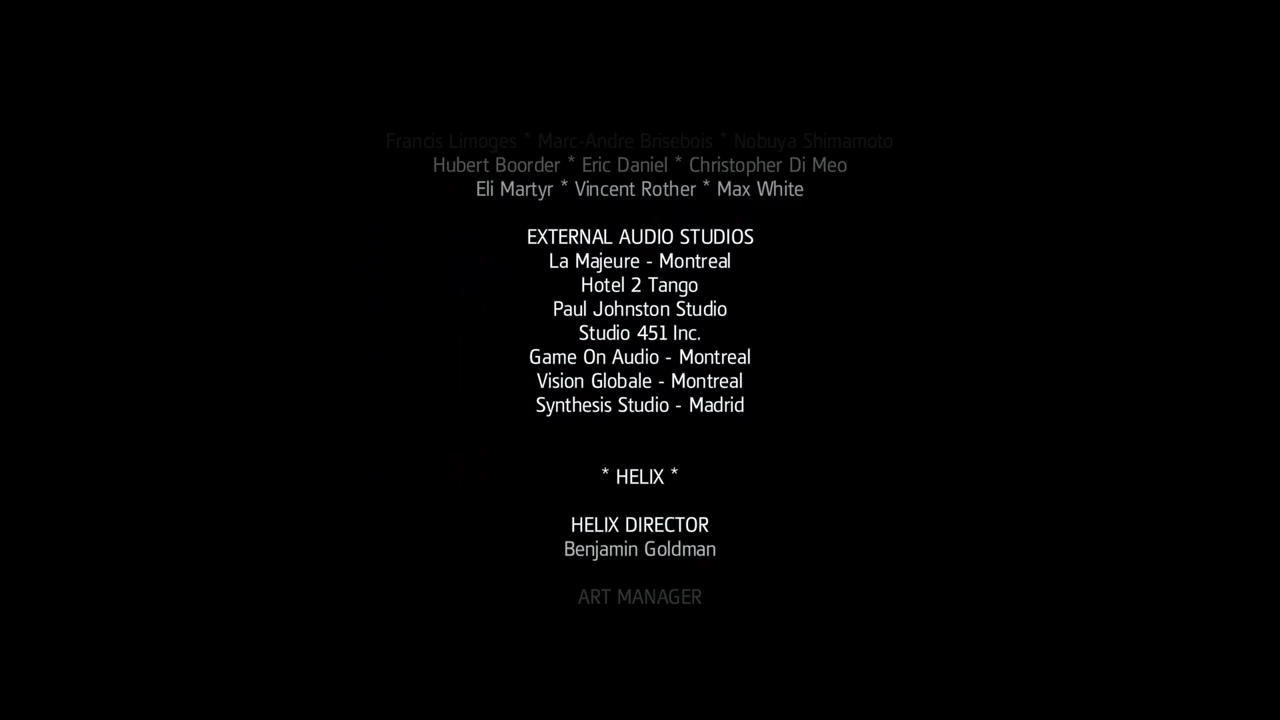 Francis Limoges * Marc-Andre Brisebois * Nobuya Shimamoto
Hubert Boorder * Eric Daniel * Christopher Di Meo
Eli Martyr * Vincent Rother * Max White
EXTERNAL AUDIO STUDIOS
La Majeure - Montreal
Hotel 2 Tango
Paul Johnston Studio
Studio 451 Inc.
Game On Audio - Montreal
Vision Globale - Montreal
Synthesis Studio - Madrid
* HELIX *
HELIX DIRECTOR
Benjamin Goldman
ART MANAGER